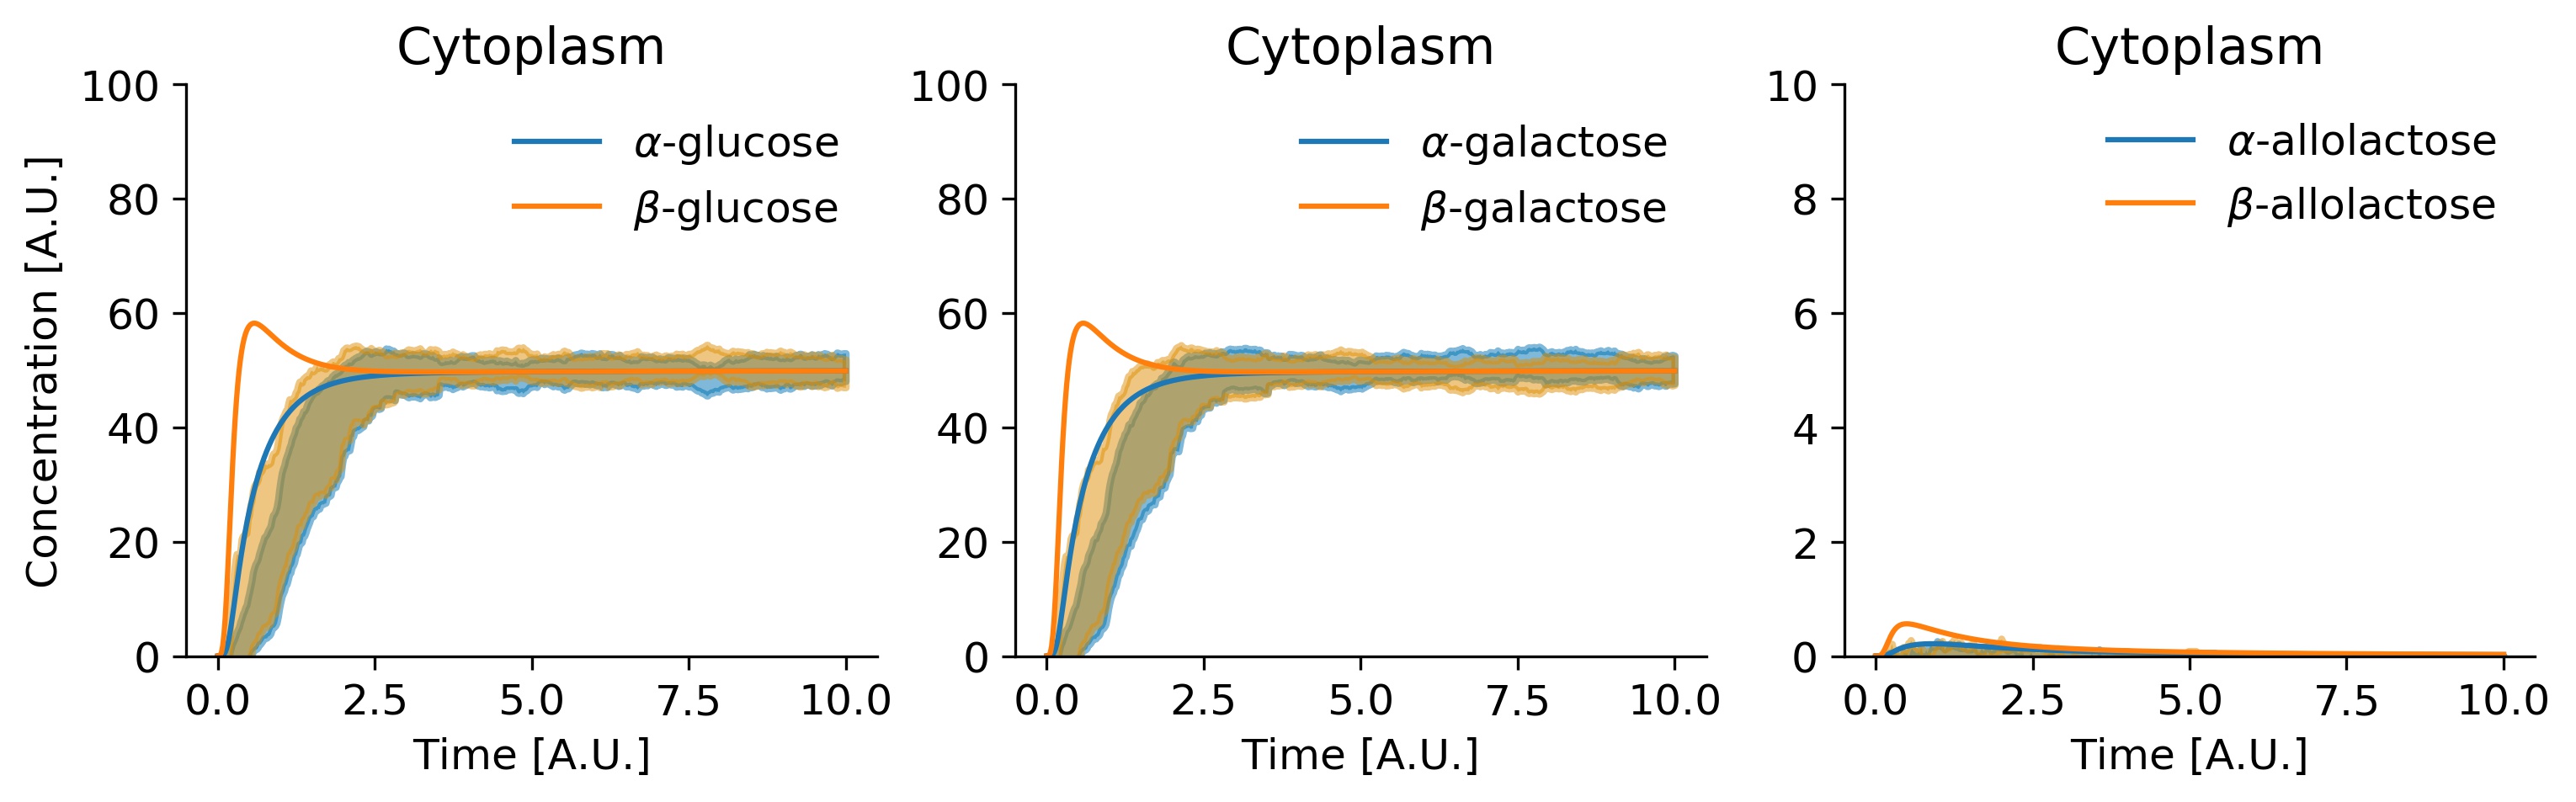 Cytoplasm
Concentration [A.U.]
100
80
60
40
20
0
α-glucose
β-glucose
0.0 2.5 5.0 7.5 10.0
Time [A.U.]
Cytoplasm
100
80
60
40
20
0
α-galactose
β-galactose
0.0 2.5 5.0 7.5 10.0
Time [A.U.]
Cytoplasm
10
8
6
4
2
0
α-allolactose
β-allolactose
0.0 2.5 5.0 7.5 10.0
Time [A.U.]